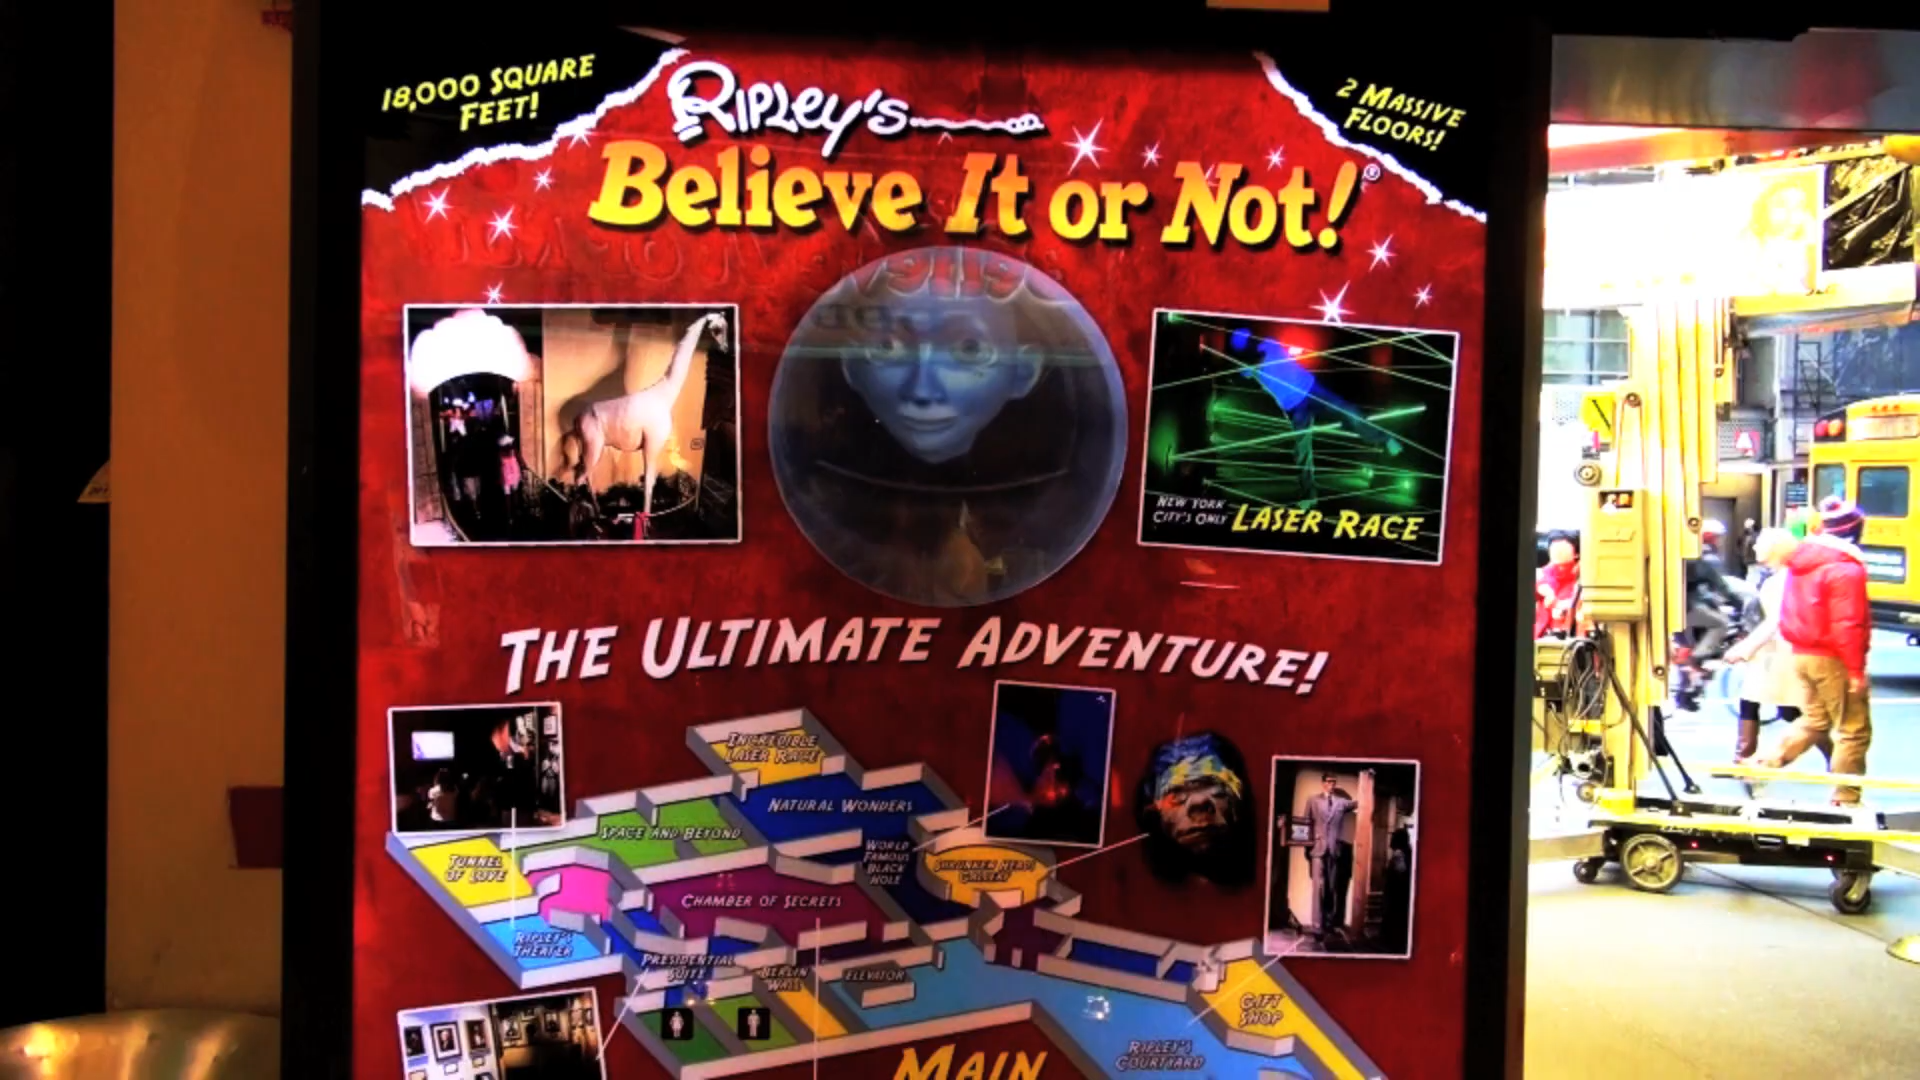 18,000 SQUARE
FEET!
2 MASSIVE
FLOORS!
RIPLEY'S
Believe It or Not!®
NEW YORK
CITY'S ONLY
LASER RACE
THE ULTIMATE ADVENTURE!
INCREDIBLE
LASER RACE
NATURAL WONDERS
SPACE AND BEYOND
WORLD
FAMOUS
BLACK
HOLE
SHRUNKEN HEAD
GALLERY
TUNNEL
OF LOVE
CHAMBER OF SECRETS
RIPLEY'S
THEATER
PRESIDENTIAL
SUITE
BERLIN
WALL
ELEVATOR
GIFT
SHOP
RIPLEY'S
COURTYARD
MAIN